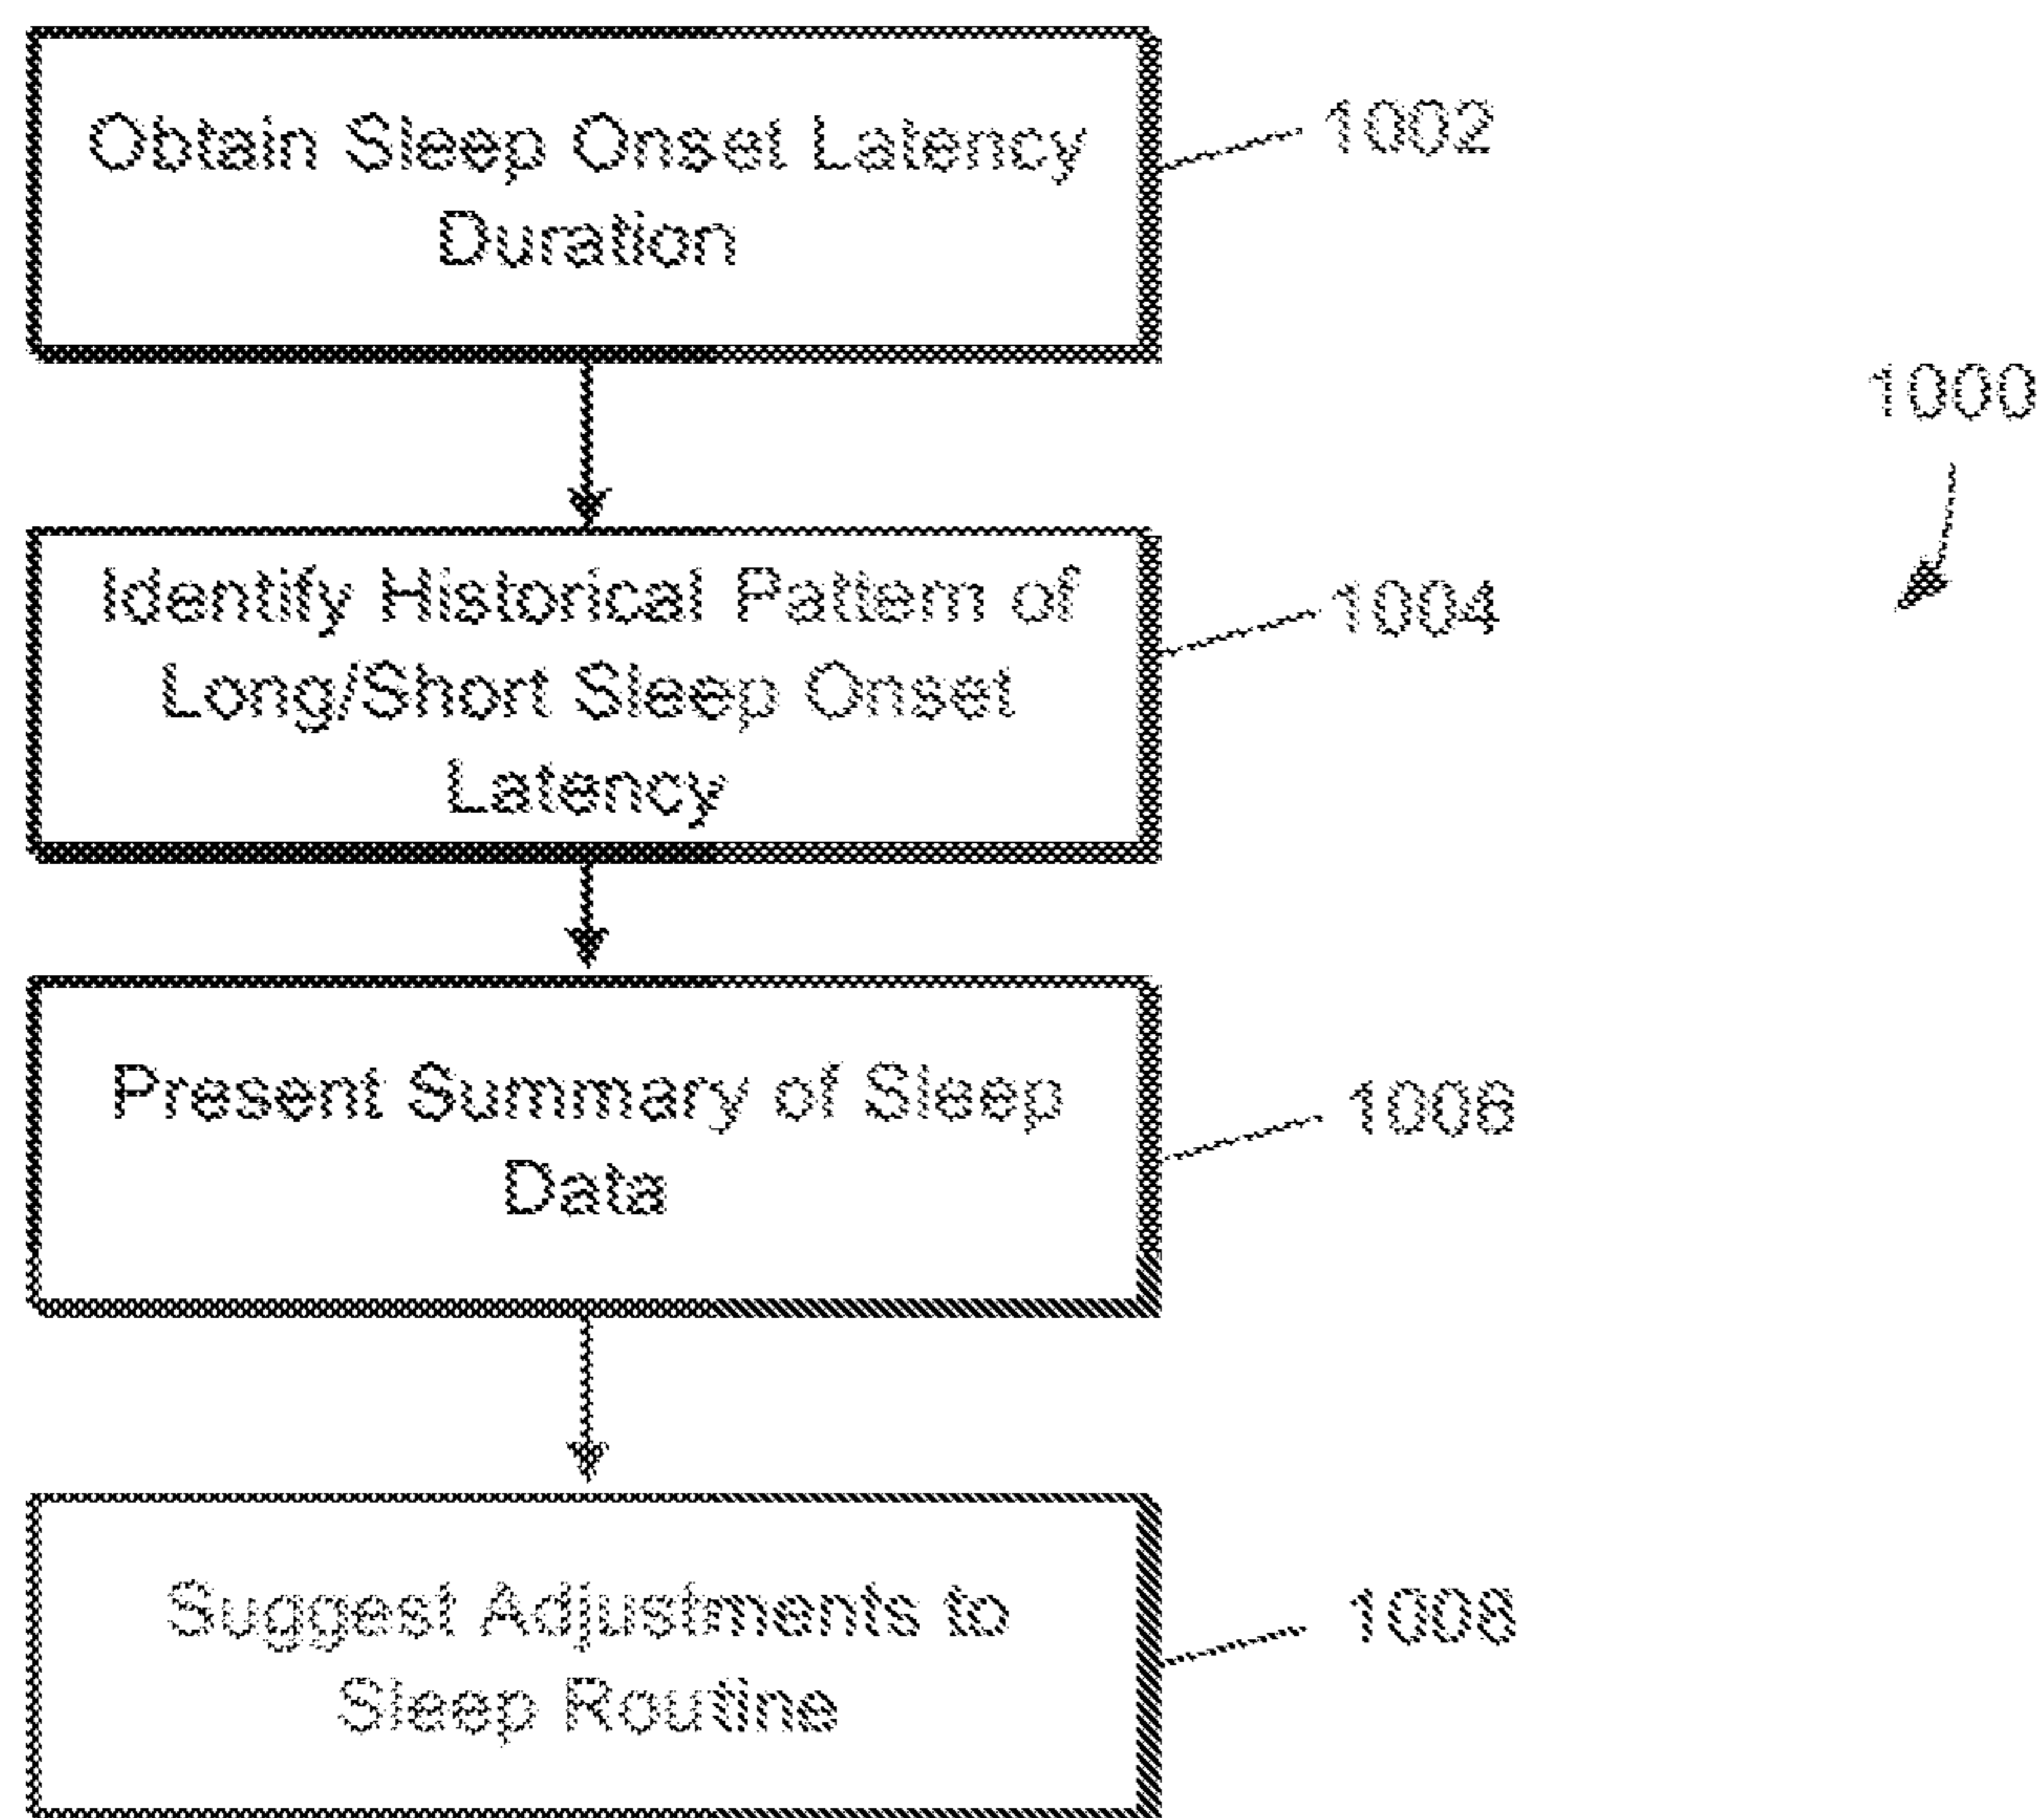 Obtain Sleep Onset Latency
Duration
1002
1000
Identify Historical Pattern of
Long/Short Sleep Onset
Latency
1004
Present Summary of Sleep
Data
1006
Suggest Adjustments to
Sleep Routine
1008